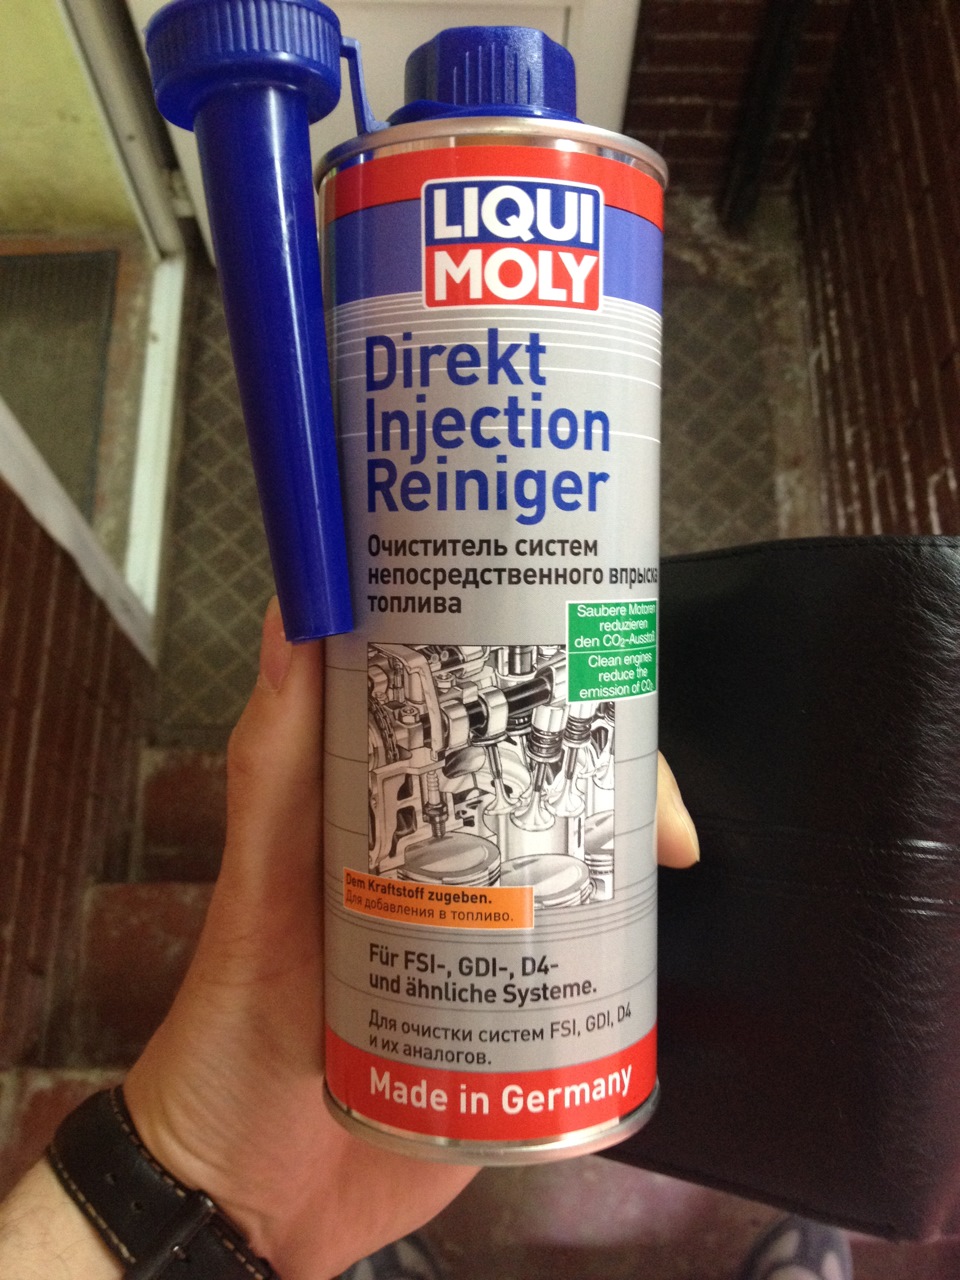 LIQUI
MOLY
Direkt
Injection
Reiniger
Очиститель систем
непосредственного впрыска
топлива
Saubere Motoren
reduzieren
den CO₂-Ausstoß
Clean engines
reduce the
emission of CO₂
Dem Kraftstoff zugeben.
Для добавления в топливо.
Für FSI-, GDI-, D4-
und ähnliche Systeme.
Для очистки систем FSI, GDI, D4
и их аналогов.
Made in Germany